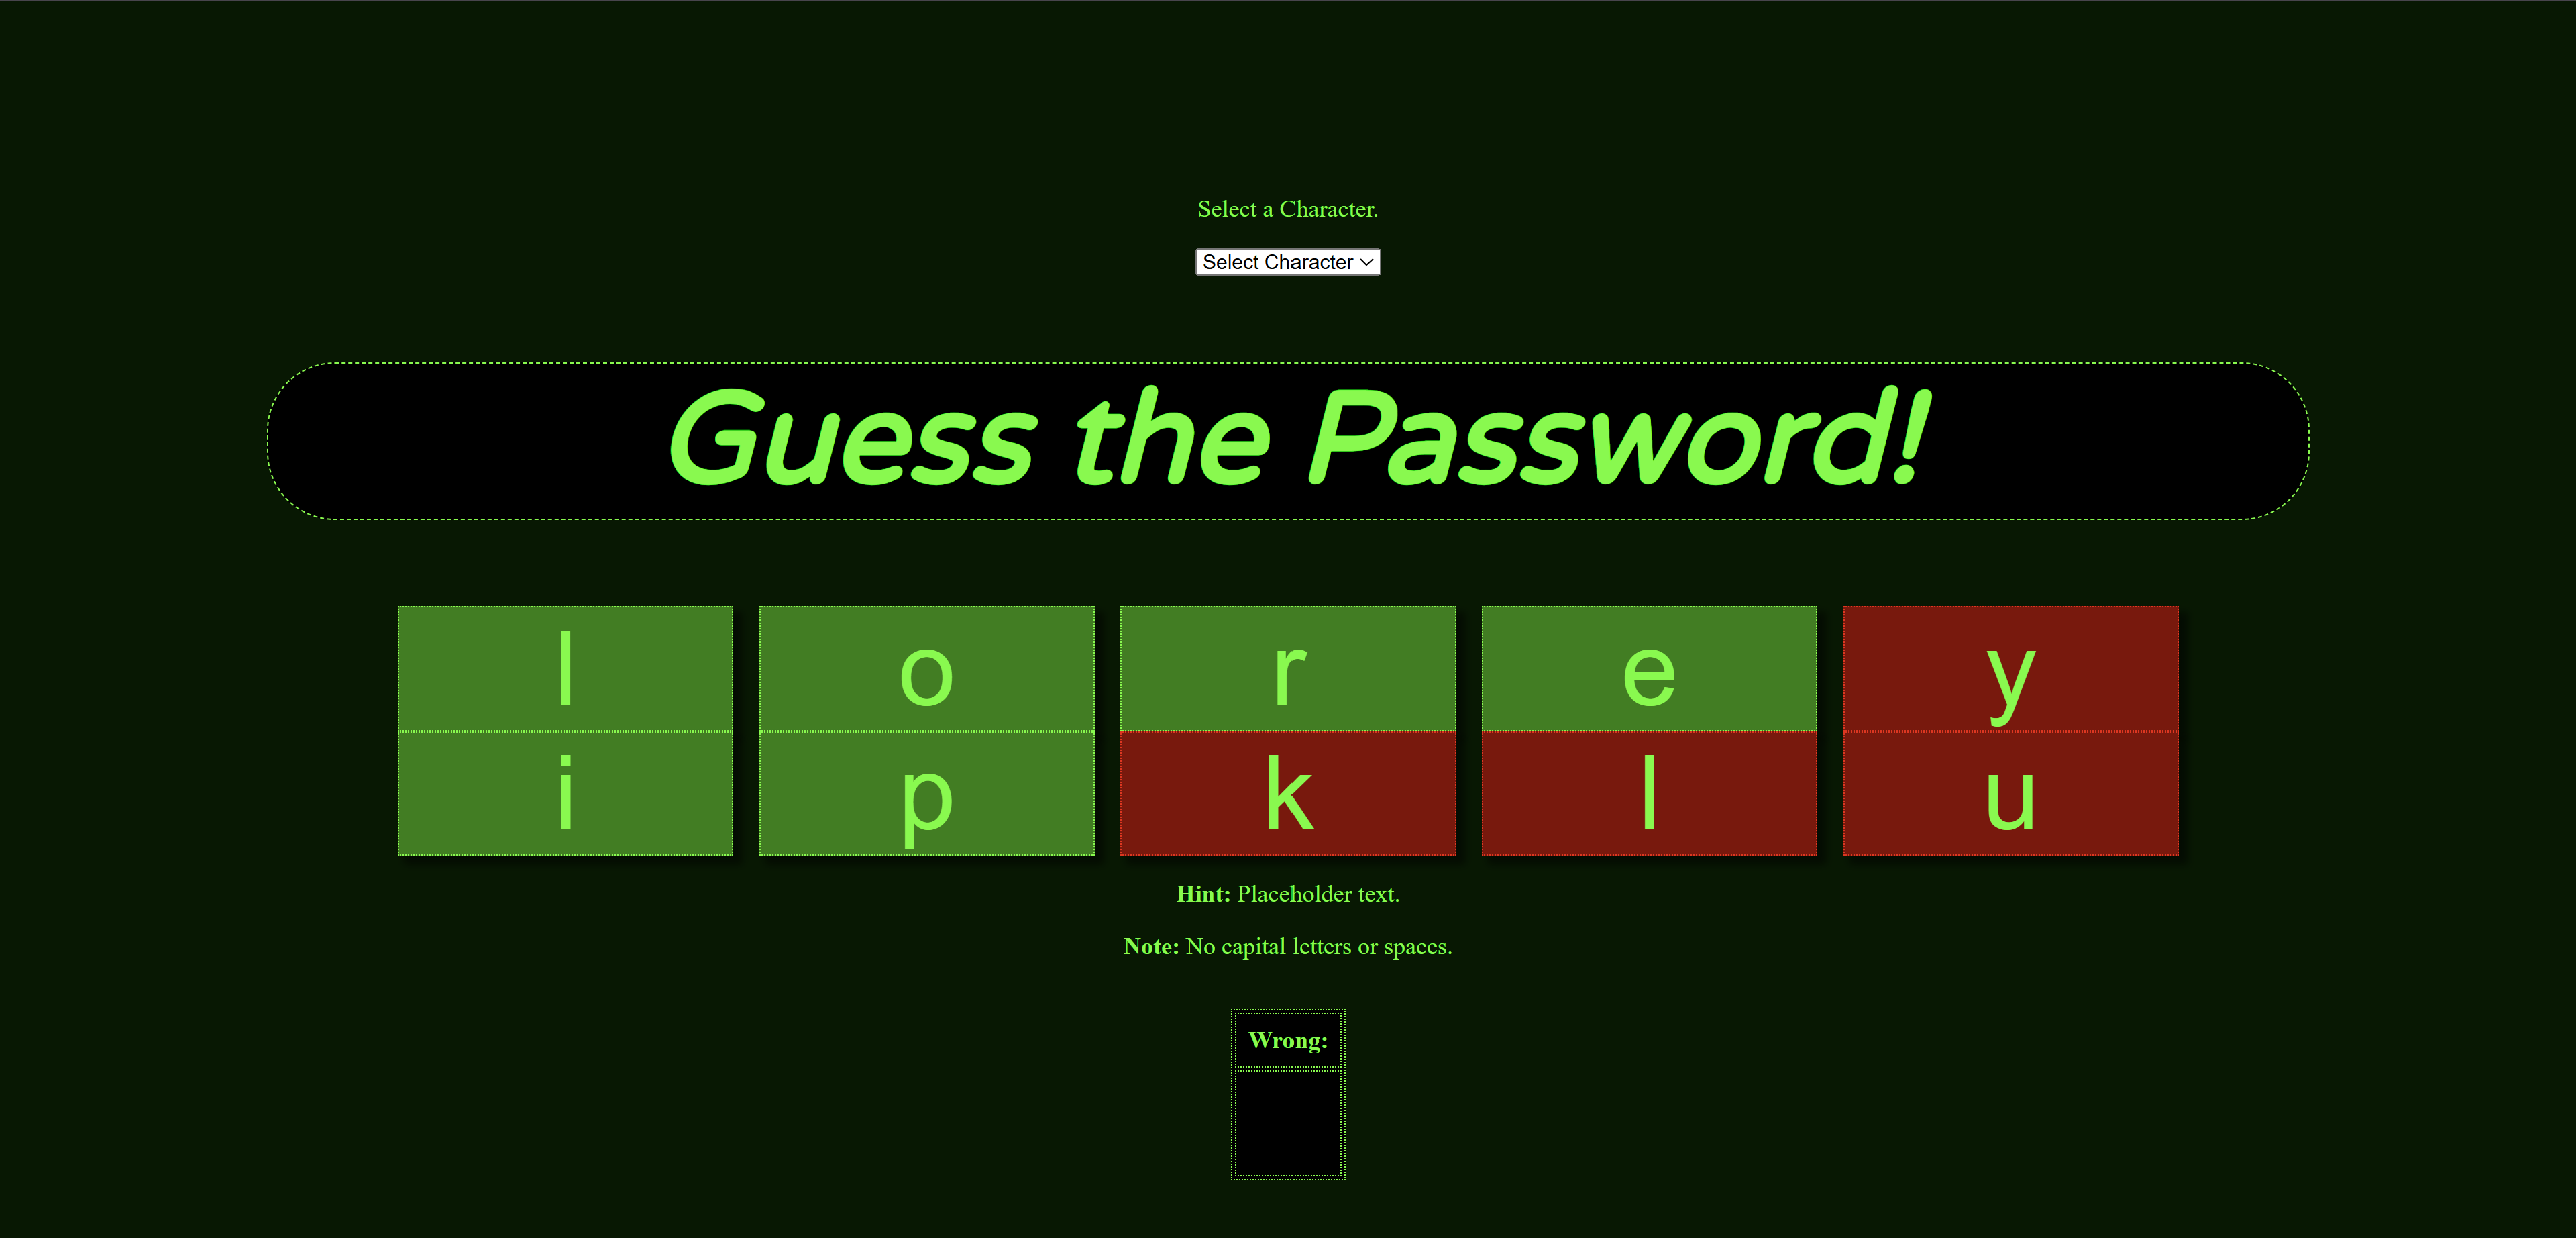 Select a Character.
Select Character
Guess the Password!
l o r e y
i p k l u
Hint: Placeholder text.
Note: No capital letters or spaces.
Wrong: